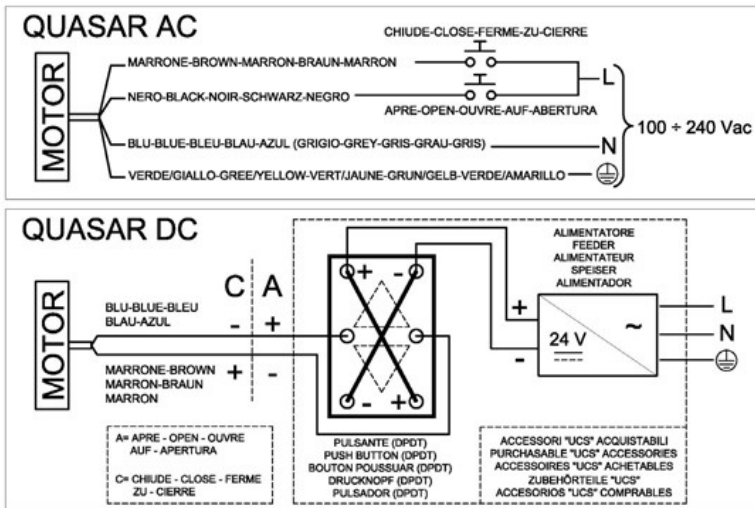 QUASAR AC
MOTOR
CHIUDE-CLOSE-FERME-ZU-CIERRE
MARRONE-BROWN-MARRON-BRAUN-MARRON
L
NERO-BLACK-NOIR-SCHWARZ-NEGRO
APRE-OPEN-OUVRE-AUF-ABERTURA
100 ÷ 240 Vac
BLU-BLUE-BLEU-BLAU-AZUL (GRIGIO-GREY-GRIS-GRAU-GRIS)
N
VERDE/GIALLO-GREE/YELLOW-VERT/JAUNE-GRUN/GELB-VERDE/AMARILLO
QUASAR DC
MOTOR
BLU-BLUE-BLEU
BLAU-AZUL
C A
- +
MARRONE-BROWN
MARRON-BRAUN
MARRON
+ -
+ -
- +
ALIMENTATORE
FEEDER
ALIMENTATEUR
SPEISER
ALIMENTADOR
+
-
24 V
~
L
N
A= APRE - OPEN - OUVRE
AUF - APERTURA
C= CHIUDE - CLOSE - FERME
ZU - CIERRE
PULSANTE (DPDT)
PUSH BUTTON (DPDT)
BOUTON POUSSUAR (DPDT)
DRUCKNOPF (DPDT)
PULSADOR (DPDT)
ACCESSORI "UCS" ACQUISTABILI
PURCHASABLE "UCS" ACCESSORIES
ACCESSOIRES "UCS" ACHETABLES
ZUBEHÖRTEILE "UCS"
ACCESORIOS "UCS" COMPRABLES